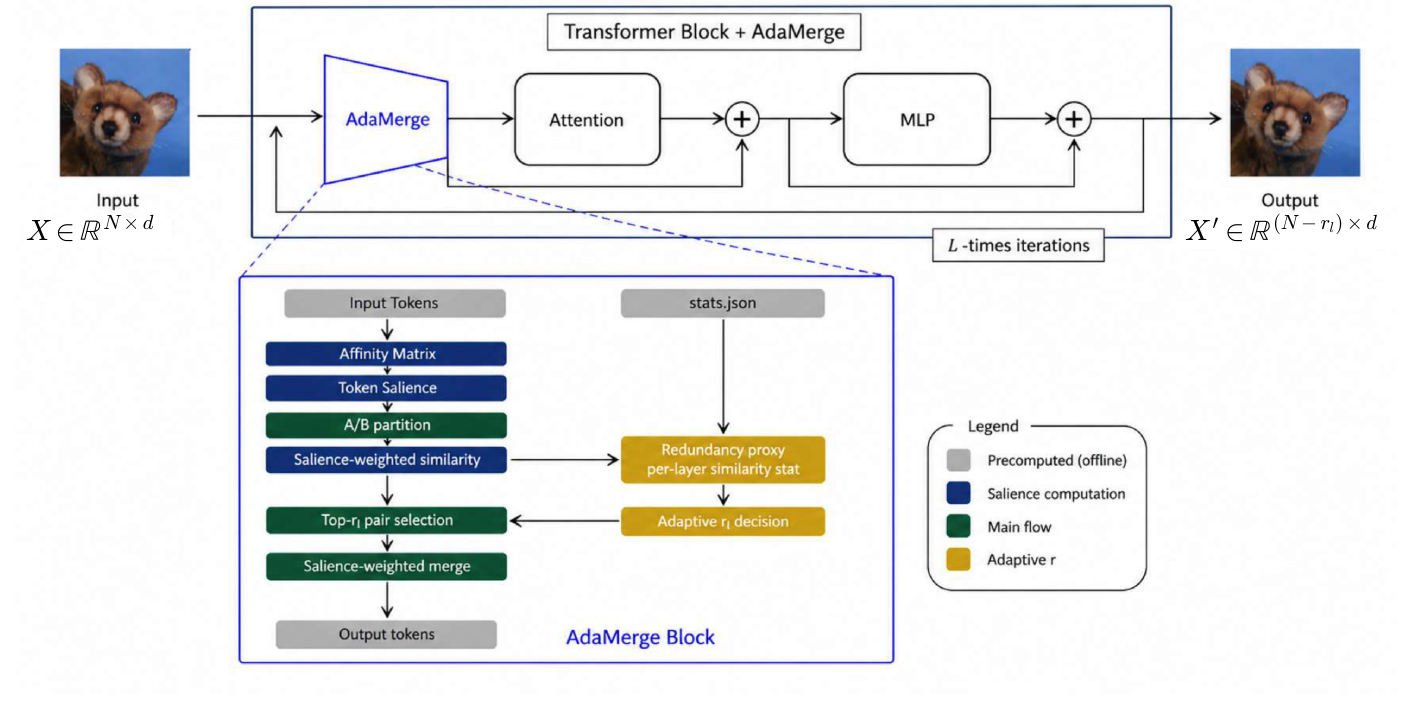 Transformer Block + AdaMerge
AdaMerge
Attention
+
MLP
+
Input
X ∈ ℝ^{N × d}
Output
X′ ∈ ℝ^{(N − r_l) × d}
L -times iterations
Input Tokens
stats.json
Affinity Matrix
Token Salience
A/B partition
Salience-weighted similarity
Redundancy proxy
per-layer similarity stat
Top-r_l pair selection
Adaptive r_l decision
Salience-weighted merge
Output tokens
AdaMerge Block
Legend
Precomputed (offline)
Salience computation
Main flow
Adaptive r